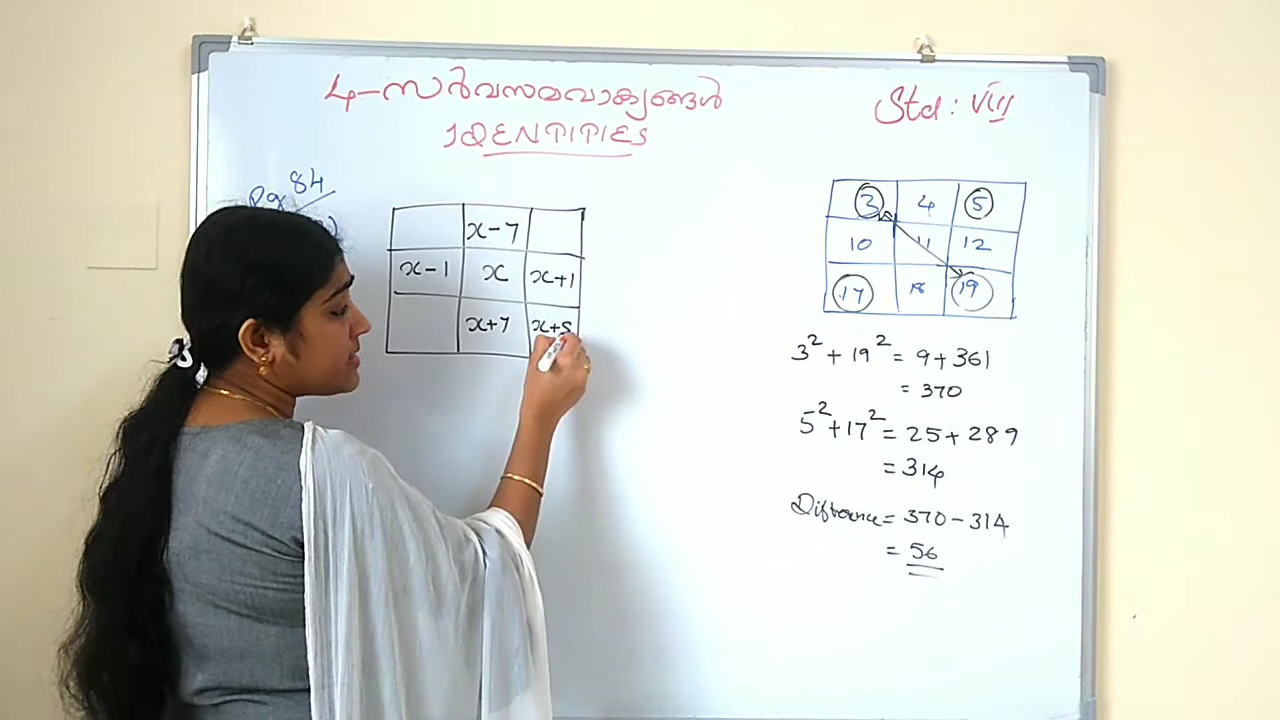 4-സർവസമവാക്യങ്ങൾ
IDENTITIES
Std: VIII
Pg 84
x-7
x-1 x x+1
x+7 x+8
3 4 5
10 11 12
17 18 19
3² + 19² = 9+361
= 370
5²+17² = 25+289
= 314
Difference = 370-314
= 56